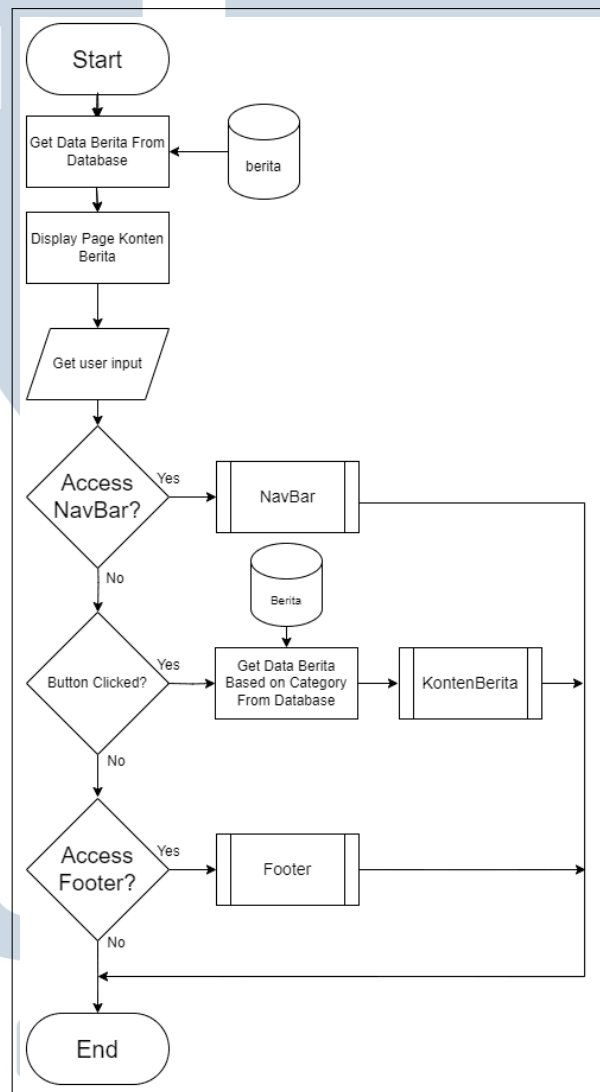 Start
Get Data Berita From
Database
berita
Display Page Konten
Berita
Get user input
Access
NavBar?
Yes
NavBar
No
Berita
Button Clicked?
Yes
Get Data Berita
Based on Category
From Database
KontenBerita
No
Access
Footer?
Yes
Footer
No
End